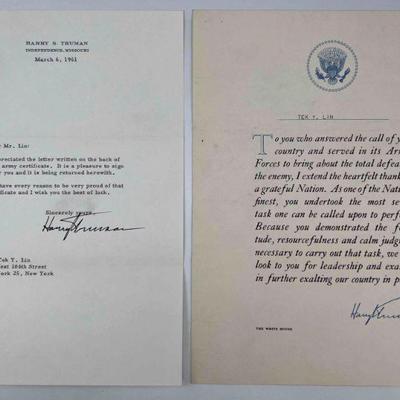 HARRY S. TRUMAN
INDEPENDENCE, MISSOURI
March 6, 1961
Mr. Lin:
preciated the letter written on the back of
army certificate. It is a pleasure to sign
you and it is being returned herewith.
have every reason to be very proud of that
ficate and I wish you the best of luck.
Sincerely yours,
Harry Truman
Tek Y. Lin
est 104th Street
ork 25, New York
TEK Y. LIN
To you who answered the call of y
country and served in its Ar
Forces to bring about the total defea
the enemy, I extend the heartfelt thank
a grateful Nation. As one of the Natio
finest, you undertook the most se
task one can be called upon to perfo
Because you demonstrated the fo
tude, resourcefulness and calm judg
necessary to carry out that task, we
look to you for leadership and exa
in further exalting our country in p
Harry Truman
THE WHITE HOUSE